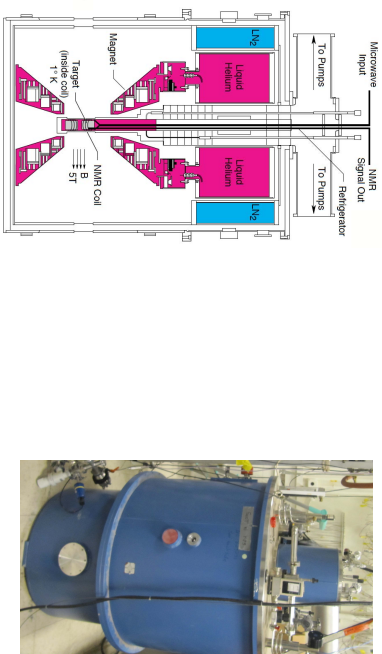 Microwave
Input
NMR
Signal Out
To Pumps
To Pumps
Refrigerator
LN2
LN2
Liquid
Helium
Liquid
Helium
Magnet
Target
(inside coil)
1° K
NMR Coil
B
5T